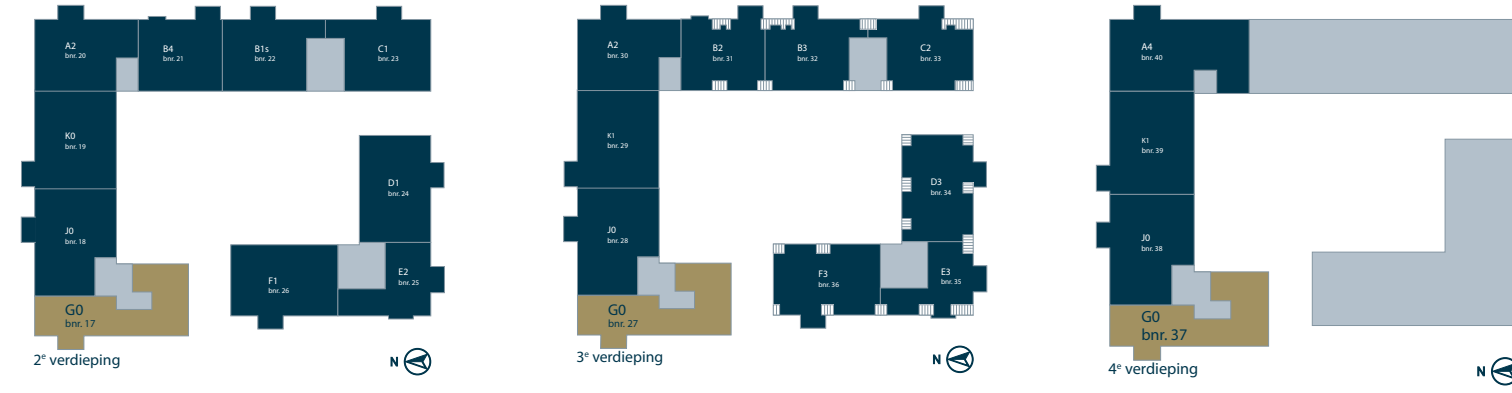 A2
bnr. 20
B4
bnr. 21
B1s
bnr. 22
C1
bnr. 23
K0
bnr. 19
D1
bnr. 24
J0
bnr. 18
E2
bnr. 25
F1
bnr. 26
G0
bnr. 17
2e verdieping
N
A2
bnr. 30
B2
bnr. 31
B3
bnr. 32
C2
bnr. 33
K1
bnr. 29
D3
bnr. 34
J0
bnr. 28
E3
bnr. 35
F3
bnr. 36
G0
bnr. 27
3e verdieping
N
A4
bnr. 40
K1
bnr. 39
J0
bnr. 38
G0
bnr. 37
4e verdieping
N